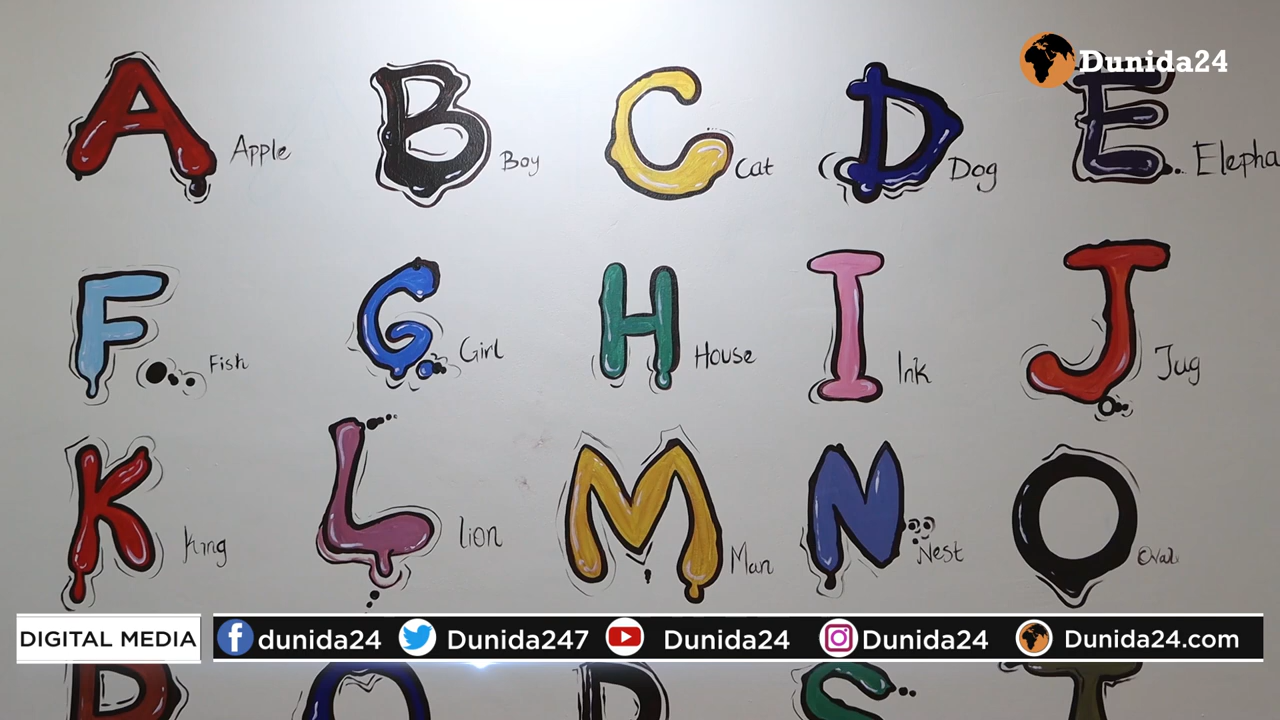 Dunida24
A Apple B Boy C Cat D Dog E Elepha
F Fish G Girl H House I Ink J Jug
K King L lion M Man N Nest O Oval
DIGITAL MEDIA dunida24 Dunida247 Dunida24 Dunida24 Dunida24.com